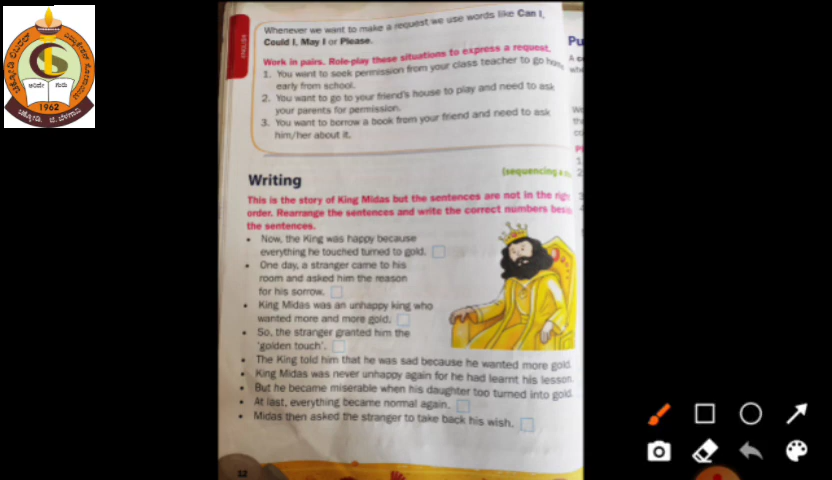 ENGLISH
Whenever we want to make a request we use words like Can I,
Could I, May I or Please.
Work in pairs. Role-play these situations to express a request.
1. You want to seek permission from your class teacher to go home
early from school.
2. You want to go to your friend's house to play and need to ask
your parents for permission.
3. You want to borrow a book from your friend and need to ask
him/her about it.
Writing
(sequencing
This is the story of King Midas but the sentences are not in the
order. Rearrange the sentences and write the correct numbers
the sentences.
• Now, the King was happy because
everything he touched turned to gold.
• One day, a stranger came to his
room and asked him the reason
for his sorrow.
• King Midas was an unhappy king who
wanted more and more gold.
• So, the stranger granted him the
'golden touch'.
• The King told him that he was sad because he wanted more gold.
• King Midas was never unhappy again for he had learnt his lesson.
• But he became miserable when his daughter too turned into gold.
• At last, everything became normal again.
• Midas then asked the stranger to take back his wish.
12
Pu
1962